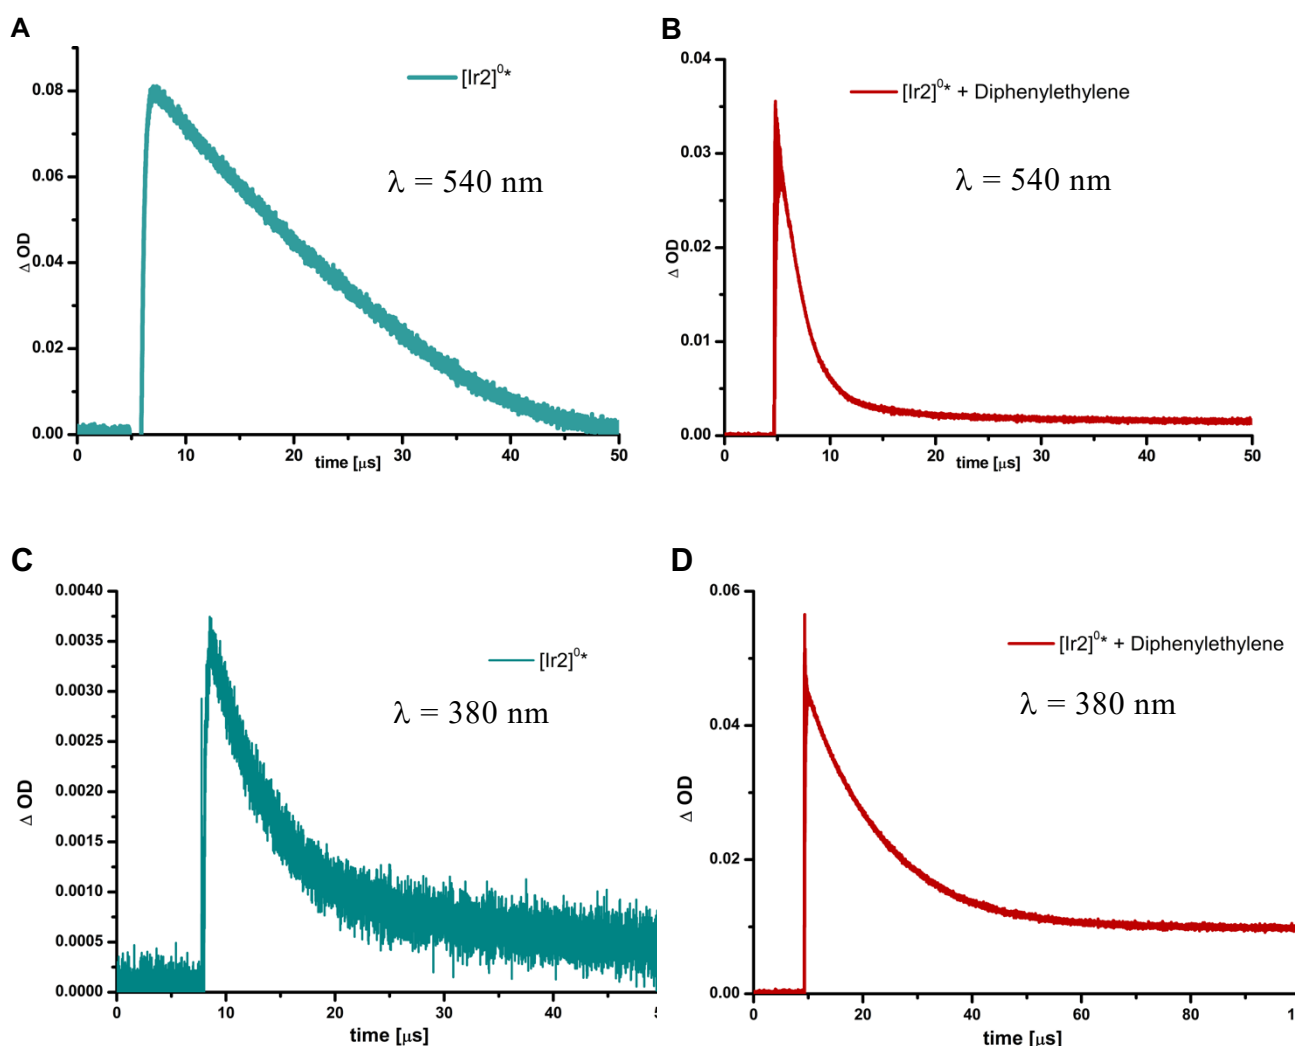 A
[Ir2]⁰*
λ = 540 nm
Δ OD
0.08
0.06
0.04
0.02
0.00
0
10
20
30
40
50
time [μs]
B
[Ir2]⁰* + Diphenylethylene
λ = 540 nm
Δ OD
0.04
0.03
0.02
0.01
0.00
0
10
20
30
40
50
time [μs]
C
[Ir2]⁰*
λ = 380 nm
Δ OD
0.0040
0.0035
0.0030
0.0025
0.0020
0.0015
0.0010
0.0005
0.0000
0
10
20
30
40
time [μs]
D
[Ir2]⁰* + Diphenylethylene
λ = 380 nm
Δ OD
0.06
0.04
0.02
0.00
0
20
40
60
80
time [μs]